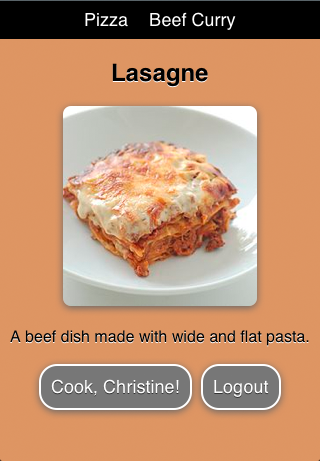 Pizza Beef Curry
Lasagne
A beef dish made with wide and flat pasta.
Cook, Christine! Logout